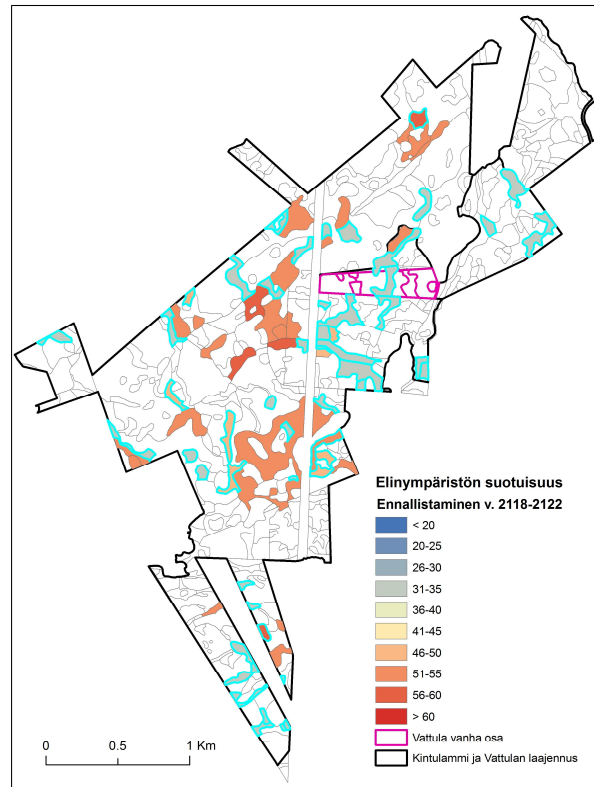 Elinympäristön suotuisuus
Ennallistaminen v. 2118-2122
< 20
20-25
26-30
31-35
36-40
41-45
46-50
51-55
56-60
> 60
Vattula vanha osa
Kintulammi ja Vattulan laajennus
0 0.5 1 Km